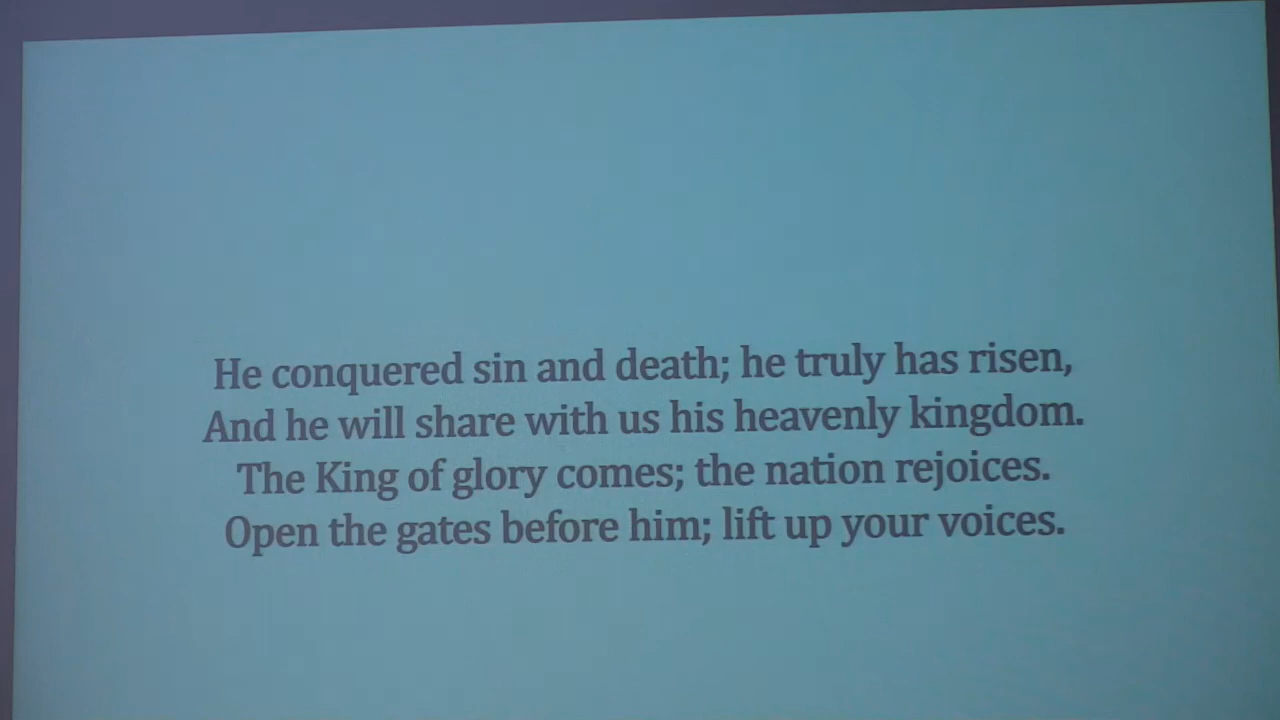 He conquered sin and death; he truly has risen,
And he will share with us his heavenly kingdom.
The King of glory comes; the nation rejoices.
Open the gates before him; lift up your voices.